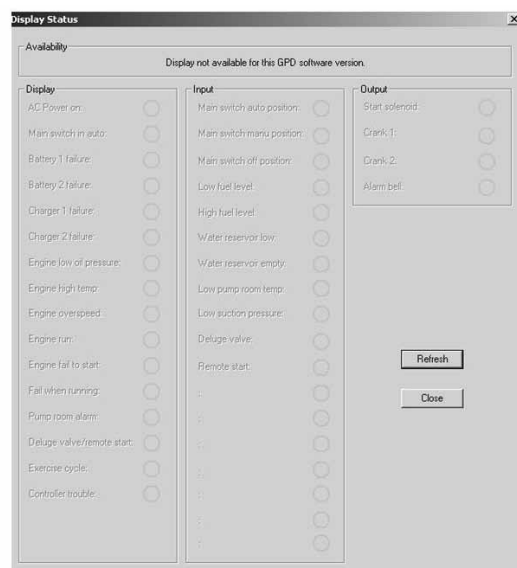 Display Status
Availability
Display not available for this GPD software version.
Display
AC Power on:
Main switch in auto:
Battery 1 failure:
Battery 2 failure:
Charger 1 failure:
Charger 2 failure:
Engine low oil pressure:
Engine high temp:
Engine overspeed:
Engine run:
Engine fail to start:
Fail when running:
Pump room alarm:
Deluge valve/remote start:
Exercise cycle:
Controller trouble:
Input
Main switch auto position:
Main switch manu position:
Main switch off position:
Low fuel level:
High fuel level:
Water reservoir low:
Water reservoir empty:
Low pump room temp:
Low suction pressure:
Deluge valve:
Remote start:
:
:
:
:
:
:
:
Output
Start solenoid:
Crank 1:
Crank 2:
Alarm bell:
Refresh
Close